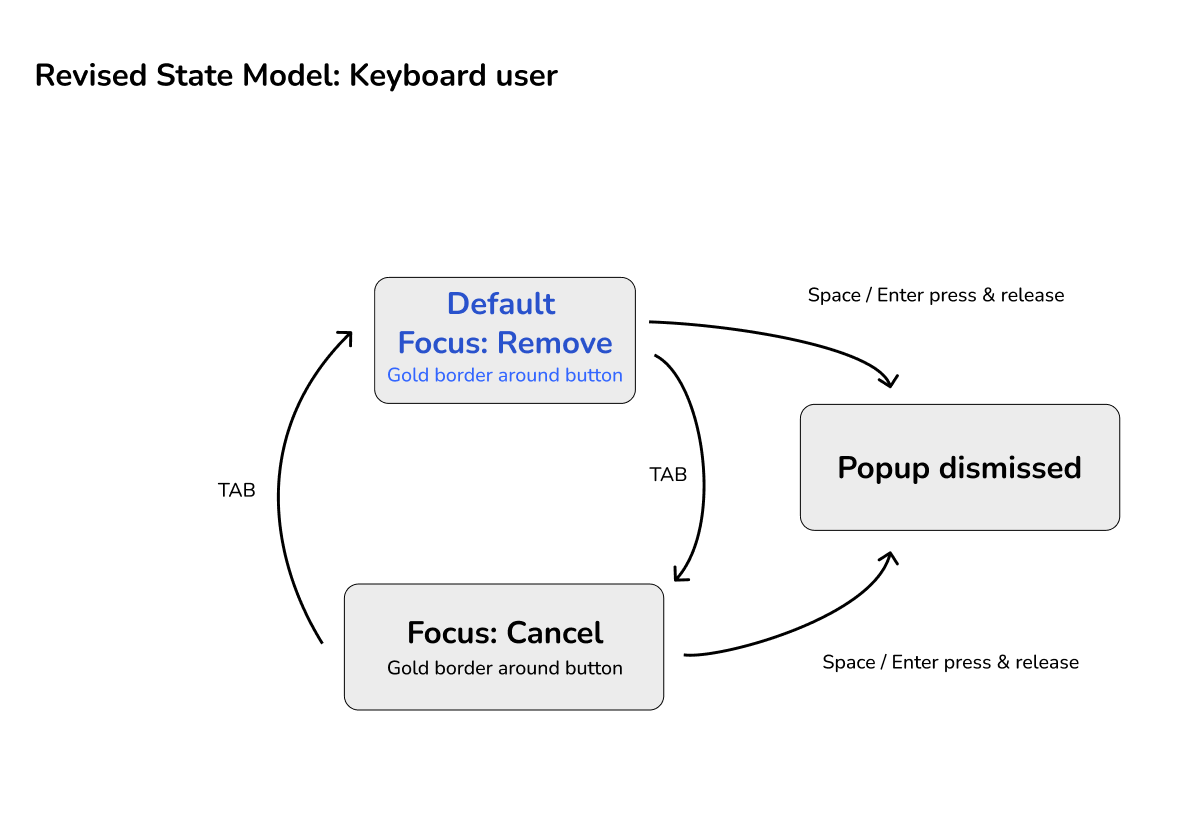 Revised State Model: Keyboard user
Space / Enter press & release
Default
Focus: Remove
Gold border around button
Popup dismissed
TAB
TAB
Focus: Cancel
Gold border around button
Space / Enter press & release